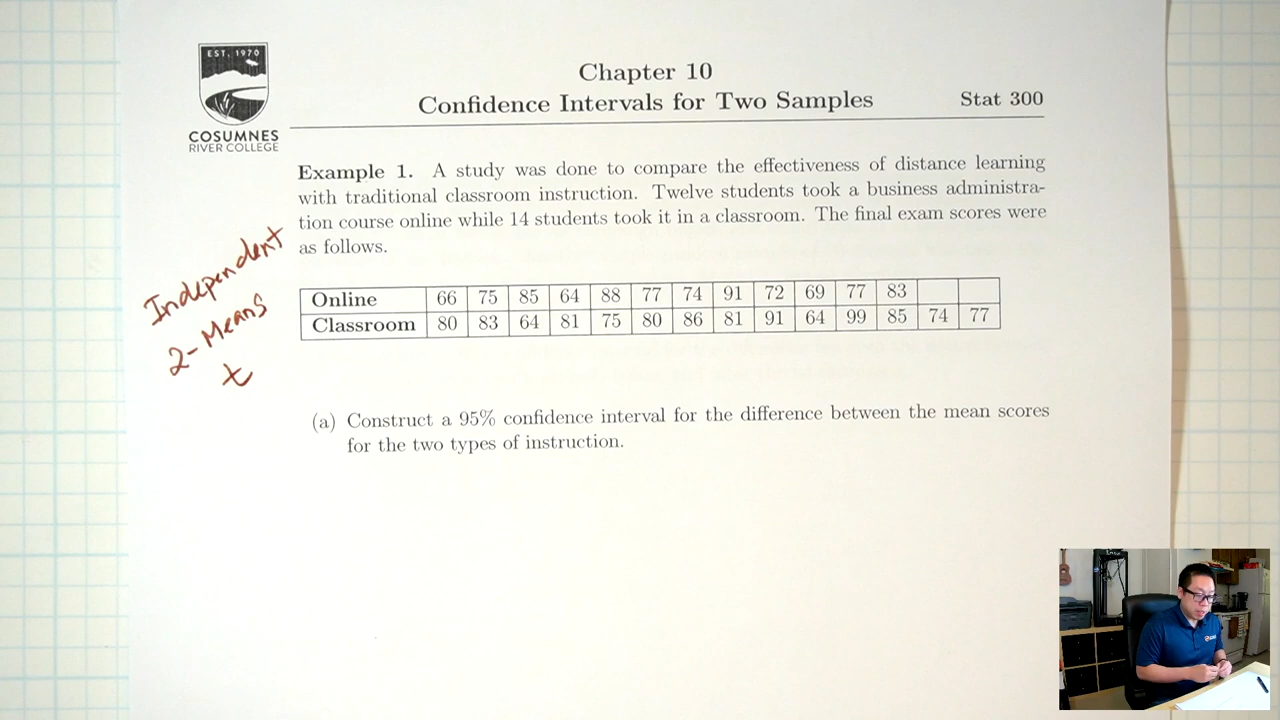 EST. 1970
COSUMNES
RIVER COLLEGE
Chapter 10
Confidence Intervals for Two Samples Stat 300
Example 1. A study was done to compare the effectiveness of distance learning
with traditional classroom instruction. Twelve students took a business administra-
tion course online while 14 students took it in a classroom. The final exam scores were
as follows.
Independent
2-Means
t
Online 66 75 85 64 88 77 74 91 72 69 77 83
Classroom 80 83 64 81 75 80 86 81 91 64 99 85 74 77
(a) Construct a 95% confidence interval for the difference between the mean scores
for the two types of instruction.